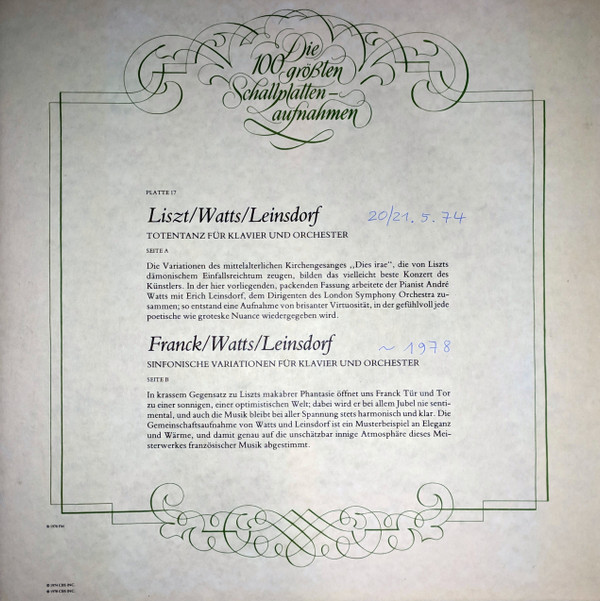 Die
100 größten
Schallplatten-
aufnahmen
PLATTE 17
Liszt/Watts/Leinsdorf 20/21. 5. 74
TOTENTANZ FÜR KLAVIER UND ORCHESTER
SEITE A
Die Variationen des mittelalterlichen Kirchengesanges „Dies irae“, die von Liszts
dämonischem Einfallsreichtum zeugen, bilden das vielleicht beste Konzert des
Künstlers. In der hier vorliegenden, packenden Fassung arbeitete der Pianist André
Watts mit Erich Leinsdorf, dem Dirigenten des London Symphony Orchestra zu-
sammen; so entstand eine Aufnahme von brisanter Virtuosität, in der gefühlvoll jede
poetische wie groteske Nuance wiedergegeben wird.
Franck/Watts/Leinsdorf ~ 1978
SINFONISCHE VARIATIONEN FÜR KLAVIER UND ORCHESTER
SEITE B
In krassem Gegensatz zu Liszts makabrer Phantasie öffnet uns Franck Tür und Tor
zu einer sonnigen, einer optimistischen Welt; dabei wird er bei allem Jubel nie senti-
mental, und auch die Musik bleibt bei aller Spannung stets harmonisch und klar. Die
Gemeinschaftsaufnahme von Watts und Leinsdorf ist ein Musterbeispiel an Eleganz
und Wärme, und damit genau auf die unschätzbar innige Atmosphäre dieses Mei-
sterwerkes französischer Musik abgestimmt.